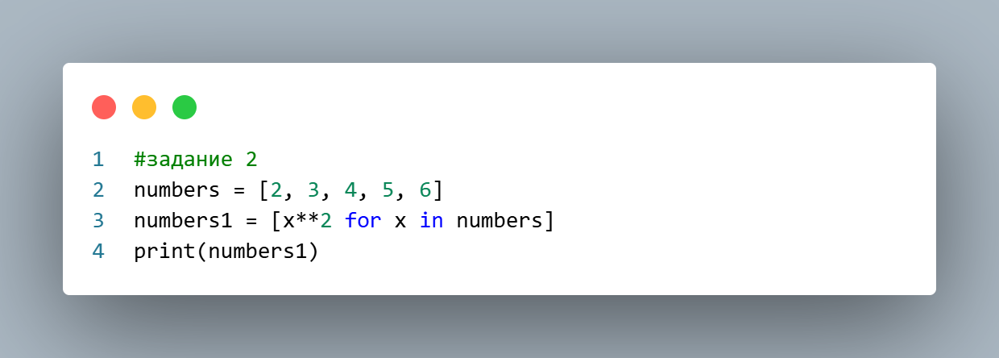 1 #задание 2
2 numbers = [2, 3, 4, 5, 6]
3 numbers1 = [x**2 for x in numbers]
4 print(numbers1)